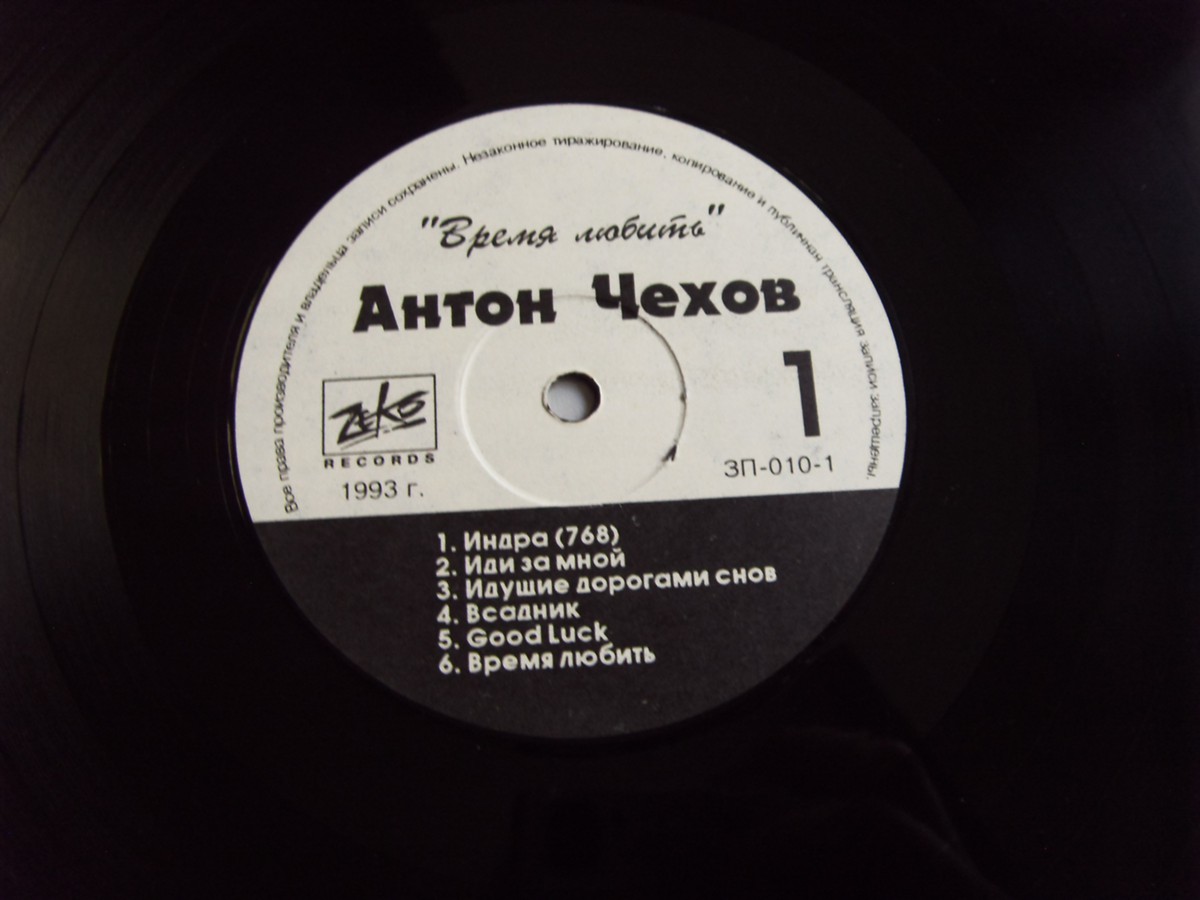 Все права производителя и владельца записи сохранены. Незаконное тиражирование, копирование и публичная трансляция записи запрещены.
"Время любить"
Антон Чехов
ZEKO
RECORDS
1993 г.
1
ЗП-010-1
1. Индра (768)
2. Иди за мной
3. Идущие дорогами снов
4. Всадник
5. Good Luck
6. Время любить